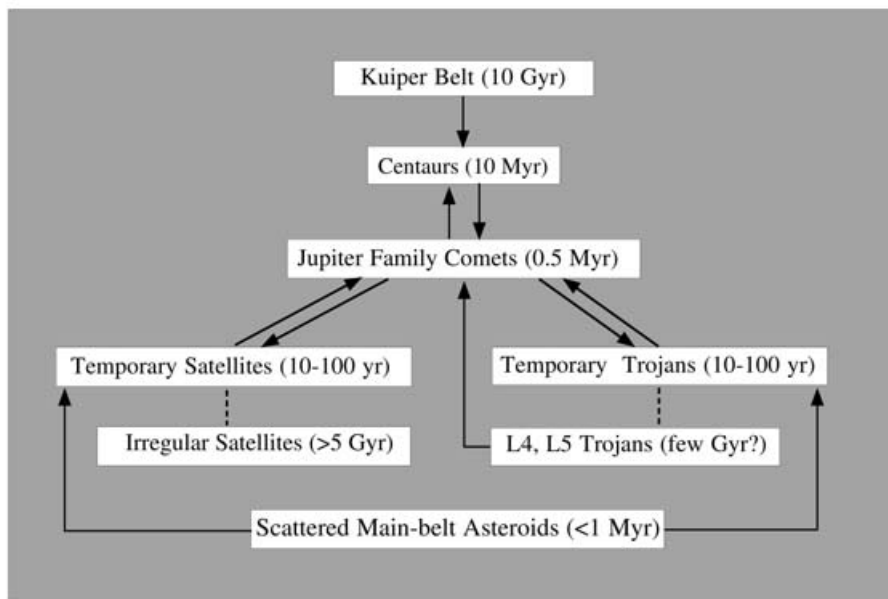 Kuiper Belt (10 Gyr)
Centaurs (10 Myr)
Jupiter Family Comets (0.5 Myr)
Temporary Satellites (10-100 yr)
Temporary Trojans (10-100 yr)
Irregular Satellites (>5 Gyr)
L4, L5 Trojans (few Gyr?)
Scattered Main-belt Asteroids (<1 Myr)